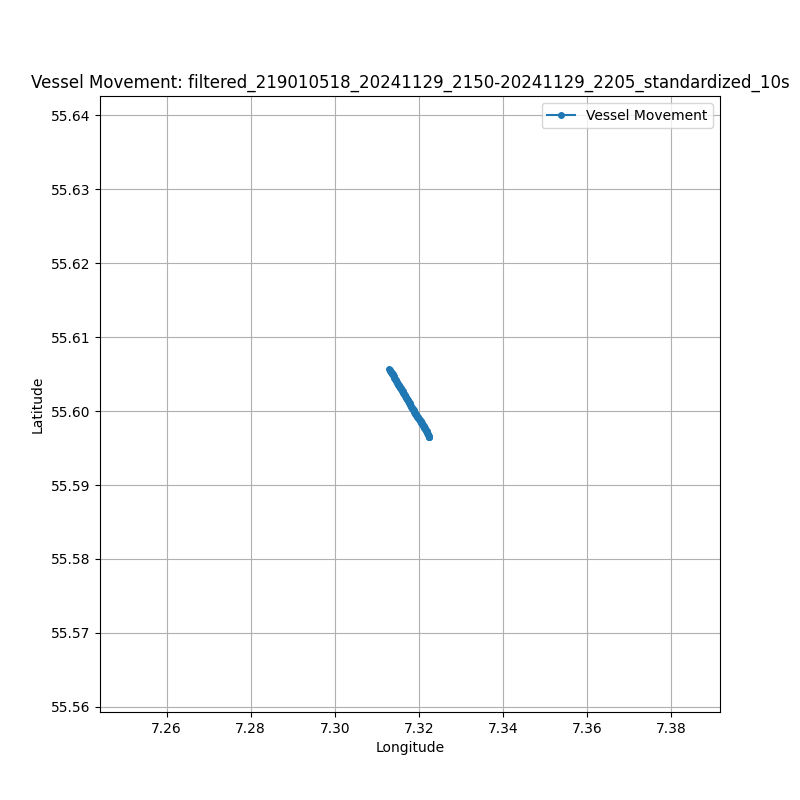 Vessel Movement: filtered_219010518_20241129_2150-20241129_2205_standardized_10s
Vessel Movement
55.64
55.63
55.62
55.61
55.60
55.59
55.58
55.57
55.56
Latitude
7.26 7.28 7.30 7.32 7.34 7.36 7.38
Longitude